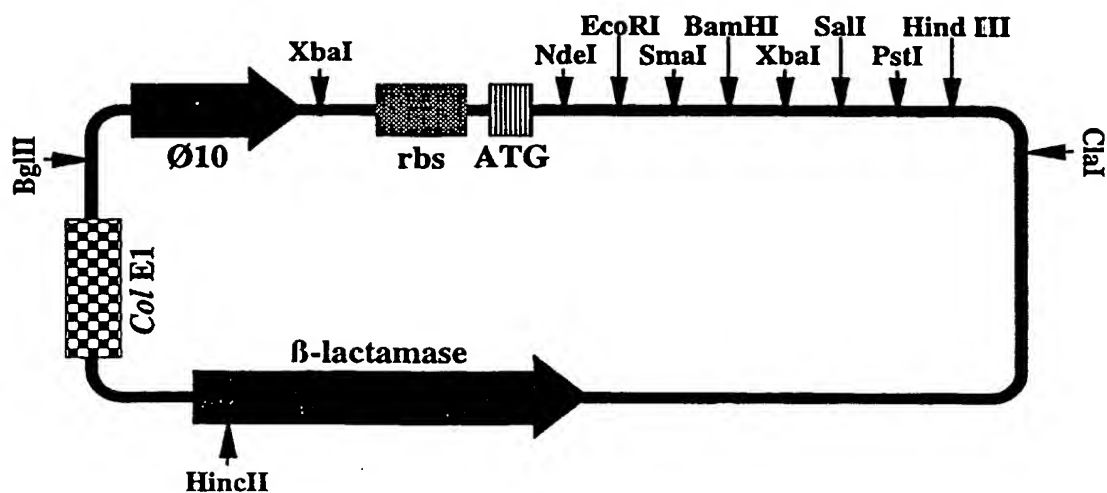 EcoRI BamHI SalI Hind III
XbaI NdeI SmaI XbaI PstI
BglII
Ø10 rbs ATG
ClaI
Col E1
ß-lactamase
HincII